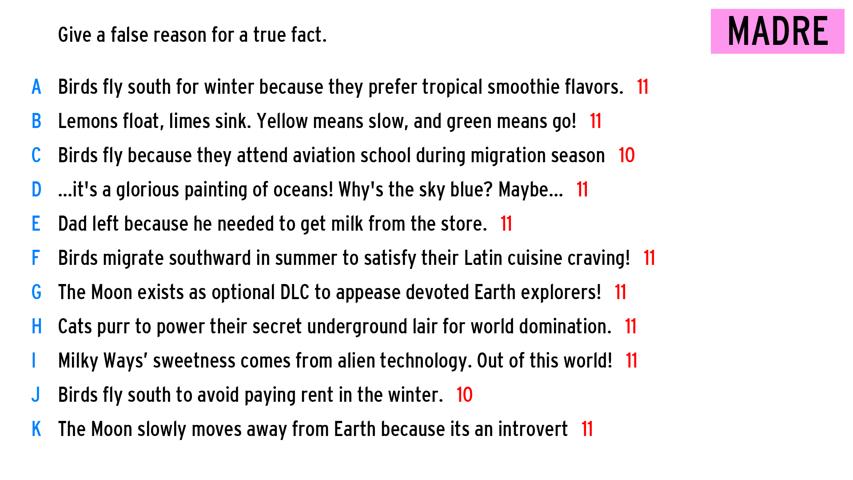 Give a false reason for a true fact.
MADRE
A Birds fly south for winter because they prefer tropical smoothie flavors. 11
B Lemons float, limes sink. Yellow means slow, and green means go! 11
C Birds fly because they attend aviation school during migration season 10
D ...it's a glorious painting of oceans! Why's the sky blue? Maybe... 11
E Dad left because he needed to get milk from the store. 11
F Birds migrate southward in summer to satisfy their Latin cuisine craving! 11
G The Moon exists as optional DLC to appease devoted Earth explorers! 11
H Cats purr to power their secret underground lair for world domination. 11
I Milky Ways’ sweetness comes from alien technology. Out of this world! 11
J Birds fly south to avoid paying rent in the winter. 10
K The Moon slowly moves away from Earth because its an introvert 11